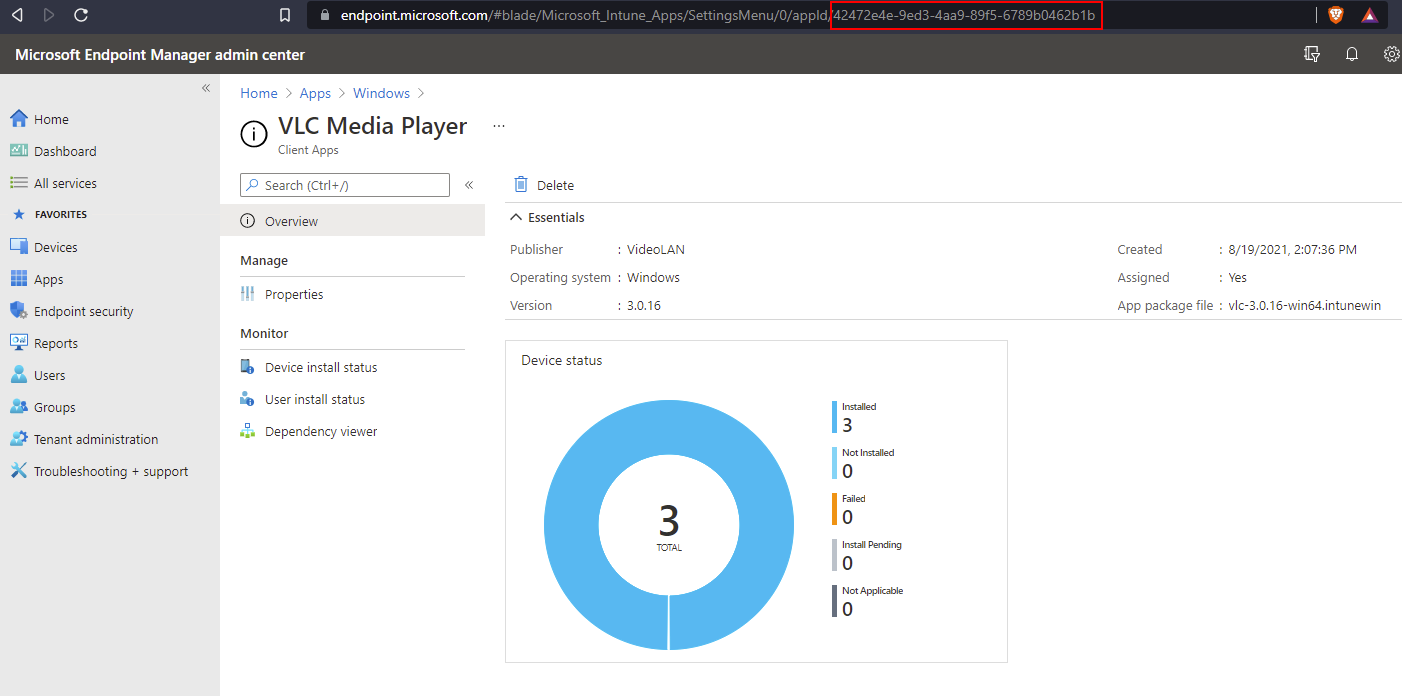 endpoint.microsoft.com/#blade/Microsoft_Intune_Apps/SettingsMenu/0/appId/42472e4e-9ed3-4aa9-89f5-6789b0462b1b
Microsoft Endpoint Manager admin center
«
Home
Dashboard
All services
FAVORITES
Devices
Apps
Endpoint security
Reports
Users
Groups
Tenant administration
Troubleshooting + support
Home > Apps > Windows >
VLC Media Player ...
Client Apps
Search (Ctrl+/) «
Overview
Manage
Properties
Monitor
Device install status
User install status
Dependency viewer
Delete
Essentials
Publisher : VideoLAN
Operating system : Windows
Version : 3.0.16
Created : 8/19/2021, 2:07:36 PM
Assigned : Yes
App package file : vlc-3.0.16-win64.intunewin
Device status
3
TOTAL
Installed
3
Not Installed
0
Failed
0
Install Pending
0
Not Applicable
0